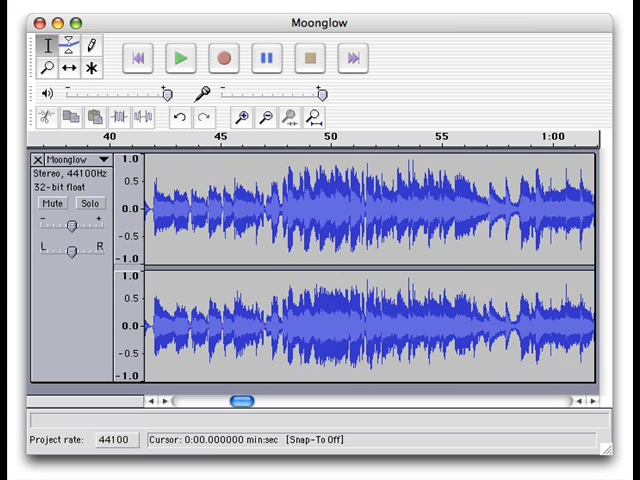 Moonglow
- +
- +
40 45 50 55 1:00
X Moonglow
Stereo, 44100Hz
32-bit float
Mute Solo
- +
L R
1.0
0.5
0.0
-0.5
-1.0
1.0
0.5
0.0
-0.5
-1.0
Project rate: 44100 Cursor: 0:00.000000 min:sec [Snap-To Off]